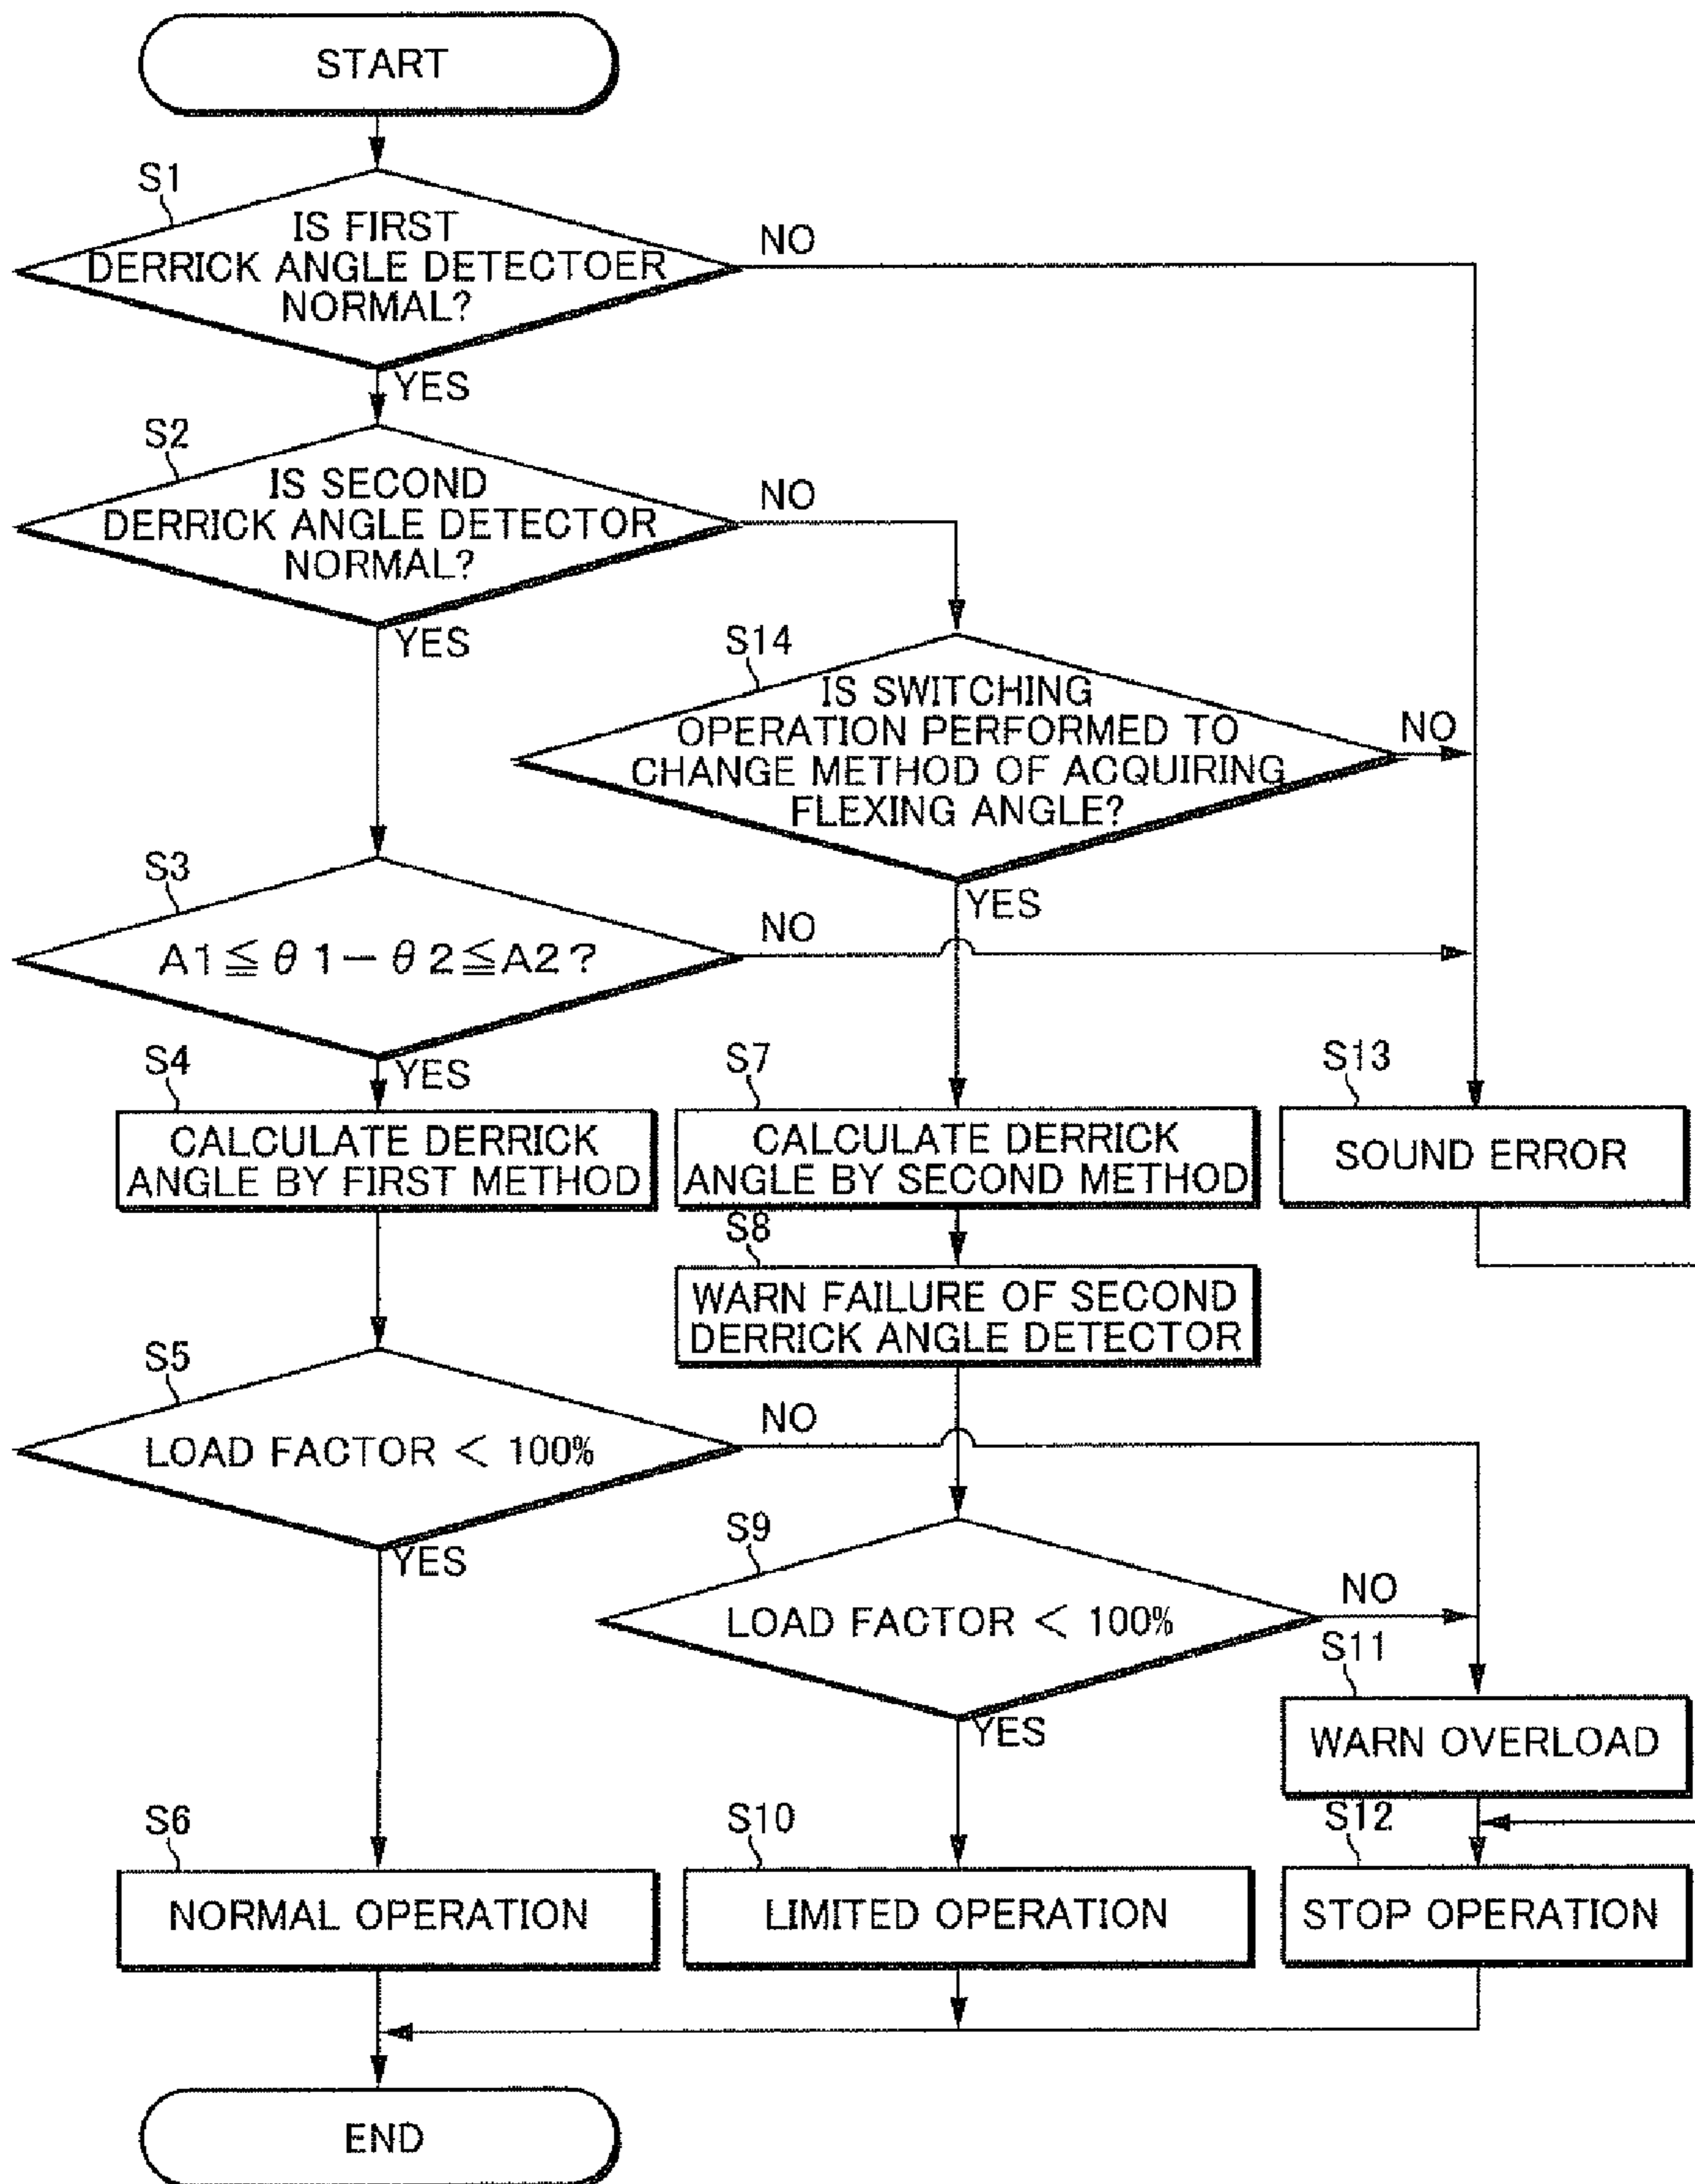 START
S1
IS FIRST
DERRICK ANGLE DETECTOER
NORMAL?
NO
YES
S2
IS SECOND
DERRICK ANGLE DETECTOR
NORMAL?
NO
YES
S14
IS SWITCHING
OPERATION PERFORMED TO
CHANGE METHOD OF ACQUIRING
FLEXING ANGLE?
NO
YES
S3
A1≦θ1−θ2≦A2?
NO
YES
S4
CALCULATE DERRICK
ANGLE BY FIRST METHOD
S7
CALCULATE DERRICK
ANGLE BY SECOND METHOD
S13
SOUND ERROR
S8
WARN FAILURE OF SECOND
DERRICK ANGLE DETECTOR
S5
LOAD FACTOR < 100%
NO
YES
S9
LOAD FACTOR < 100%
NO
YES
S11
WARN OVERLOAD
S6
NORMAL OPERATION
S10
LIMITED OPERATION
S12
STOP OPERATION
END